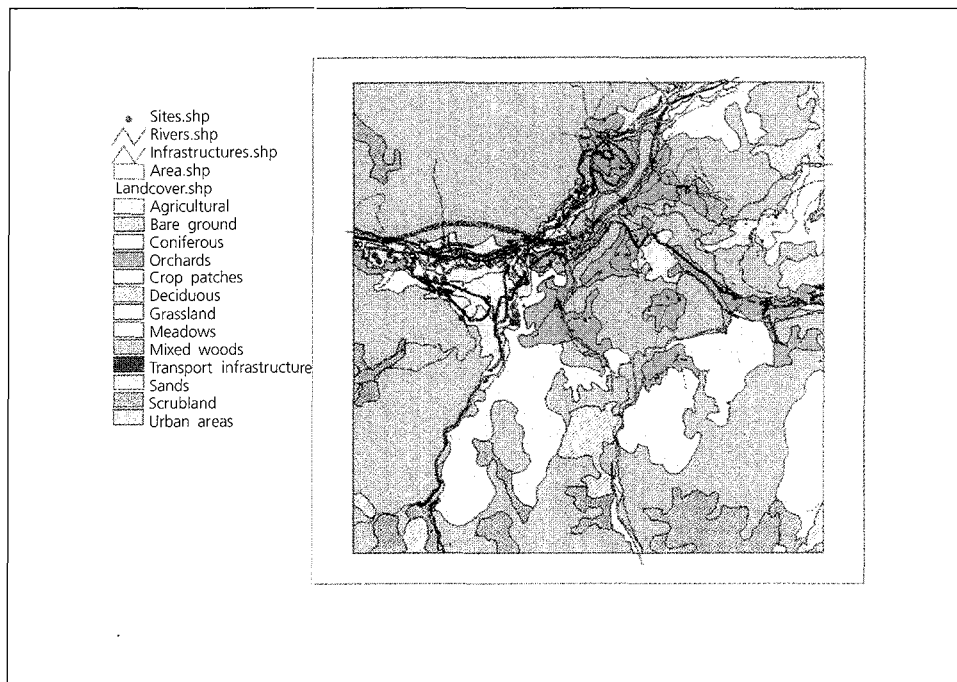 Sites.shp
Rivers.shp
Infrastructures.shp
Area.shp
Landcover.shp
Agricultural
Bare ground
Coniferous
Orchards
Crop patches
Deciduous
Grassland
Meadows
Mixed woods
Transport infrastructure
Sands
Scrubland
Urban areas